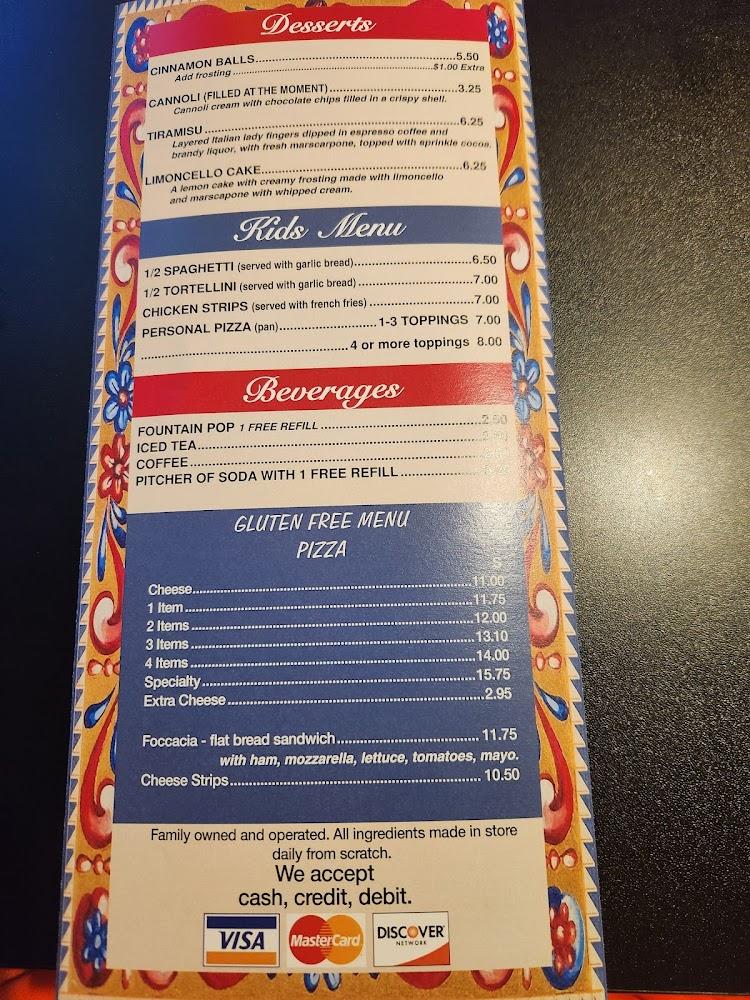 Desserts
CINNAMON BALLS..........5.50
Add frosting..........$1.00 Extra
CANNOLI (FILLED AT THE MOMENT)..........3.25
Cannoli cream with chocolate chips filled in a crispy shell.
TIRAMISU..........6.25
Layered Italian lady fingers dipped in espresso coffee and
brandy liquor, with fresh marscarpone, topped with sprinkle cocoa.
LIMONCELLO CAKE..........6.25
A lemon cake with creamy frosting made with limoncello
and marscapone with whipped cream.
Kids Menu
1/2 SPAGHETTI (served with garlic bread)..........6.50
1/2 TORTELLINI (served with garlic bread)..........7.00
CHICKEN STRIPS (served with french fries)..........7.00
PERSONAL PIZZA (pan)..........1-3 TOPPINGS 7.00
..........4 or more toppings 8.00
Beverages
FOUNTAIN POP 1 FREE REFILL..........2.50
ICED TEA..........
COFFEE..........
PITCHER OF SODA WITH 1 FREE REFILL..........
GLUTEN FREE MENU
PIZZA
S
Cheese..........11.00
1 Item..........11.75
2 Items..........12.00
3 Items..........13.10
4 Items..........14.00
Specialty..........15.75
Extra Cheese..........2.95
Foccacia - flat bread sandwich..........11.75
with ham, mozzarella, lettuce, tomatoes, mayo.
Cheese Strips..........10.50
Family owned and operated. All ingredients made in store
daily from scratch.
We accept
cash, credit, debit.
VISA MasterCard DISCOVER
NETWORK